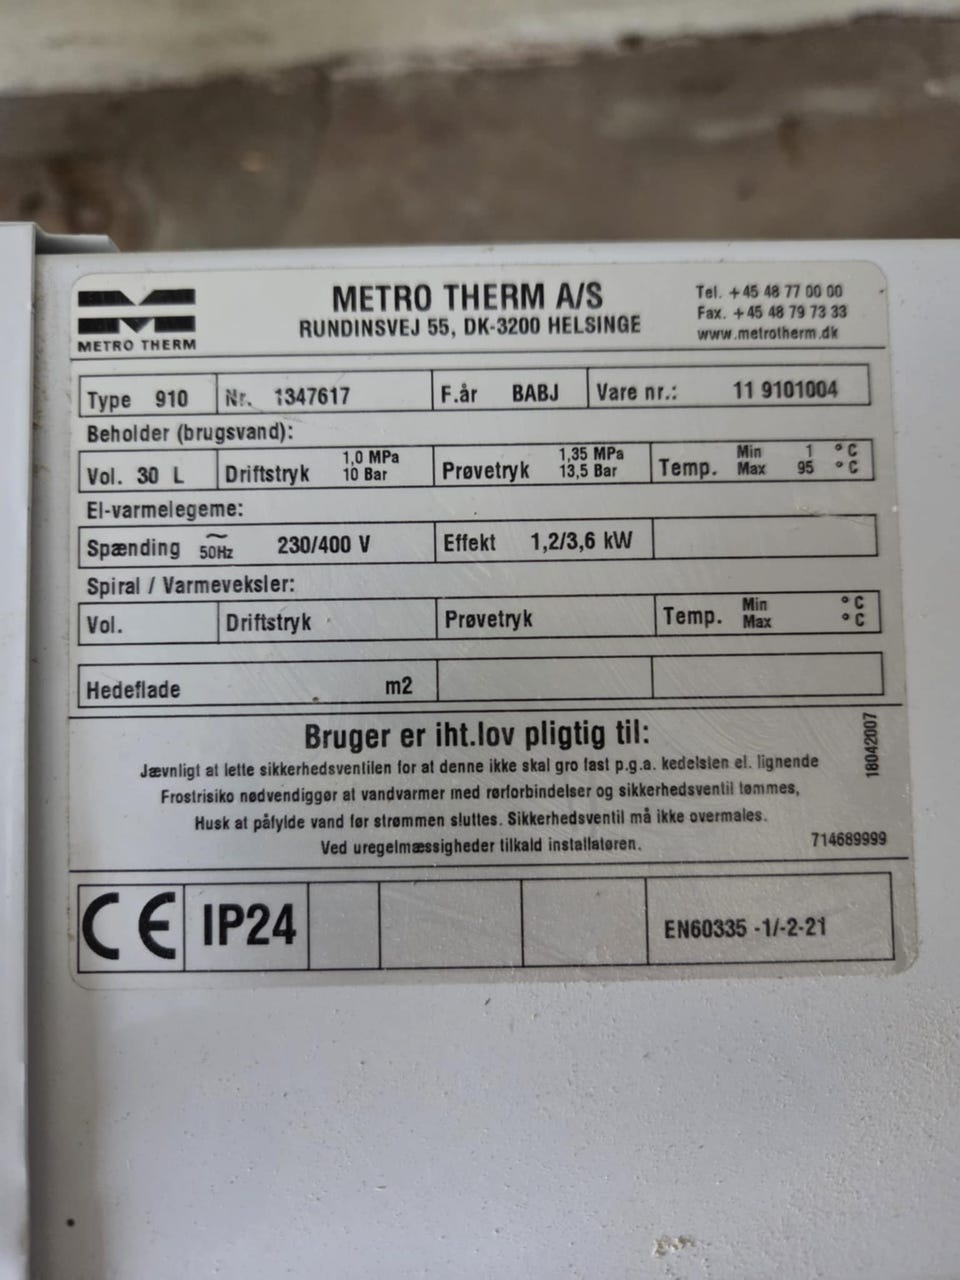 METRO THERM
METRO THERM A/S
RUNDINSVEJ 55, DK-3200 HELSINGE
Tel. +45 48 77 00 00
Fax. +45 48 79 73 33
www.metrotherm.dk
Type 910 Nr. 1347617 F.år BABJ Vare nr.: 11 9101004
Beholder (brugsvand):
Vol. 30 L Driftstryk 1,0 MPa 10 Bar Prøvetryk 1,35 MPa 13,5 Bar Temp. Min 1 °C Max 95 °C
El-varmelegeme:
Spænding ~ 50Hz 230/400 V Effekt 1,2/3,6 kW
Spiral / Varmeveksler:
Vol. Driftstryk Prøvetryk Temp. Min °C Max °C
Hedeflade m2
Bruger er iht.lov pligtig til:
Jævnligt at lette sikkerhedsventilen for at denne ikke skal gro fast p.g.a. kedelsten el. lignende
Frostrisiko nødvendiggør at vandvarmer med rørforbindelser og sikkerhedsventil tømmes,
Husk at påfylde vand før strømmen sluttes. Sikkerhedsventil må ikke overmales.
Ved uregelmæssigheder tilkald installatøren.
714689999
18042007
CE IP24 EN60335 -1/-2-21